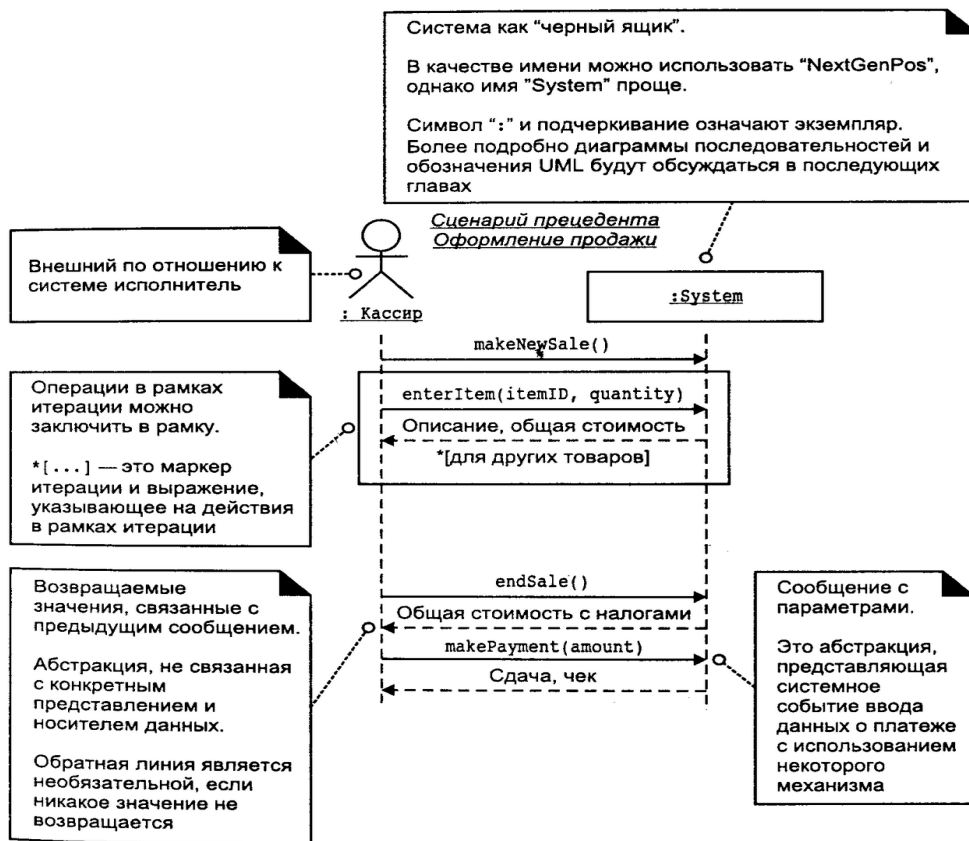 Система как “черный ящик”.
В качестве имени можно использовать “NextGenPos”,
однако имя "System" проще.
Символ “:” и подчеркивание означают экземпляр.
Более подробно диаграммы последовательностей и
обозначения UML будут обсуждаться в последующих
главах
Сценарий прецедента
Оформление продажи
Внешний по отношению к
системе исполнитель
: Кассир
:System
makeNewSale()
Операции в рамках
итерации можно
заключить в рамку.
*[...] — это маркер
итерации и выражение,
указывающее на действия
в рамках итерации
enterItem(itemID, quantity)
Описание, общая стоимость
*[для других товаров]
Возвращаемые
значения, связанные с
предыдущим сообщением.
Абстракция, не связанная
с конкретным
представлением и
носителем данных.
Обратная линия является
необязательной, если
никакое значение не
возвращается
endSale()
Общая стоимость с налогами
makePayment(amount)
Сдача, чек
Сообщение с
параметрами.
Это абстракция,
представляющая
системное
событие ввода
данных о платеже
с использованием
некоторого
механизма